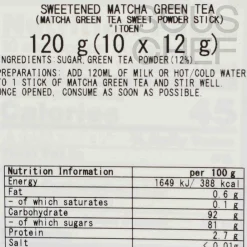 SWEETENED MATCHA GREEN TEA
(MATCHA GREEN TEA SWEET POWDER STICK)
"ITOEN"
120 g (10 x 12 g)
INGREDIENTS SUGAR, GREEN TEA POWDER (12%)
PREPARATIONS: ADD 120ML OF MILK OR HOT/COLD WATER
TO 1 STICK OF MATCHA GREEN TEA AND STIR WELL.
ONCE OPENED, CONSUME AS SOON AS POSSIBLE.
Nutrition Information per 100 g
Energy 1649 kJ/ 388 kcal
Fat 0.6 g
- of which saturates 0.1 g
Carbohydrate 92 g
- of which sugars 81 g
Protein 2.7 g
Salt < 0.01g